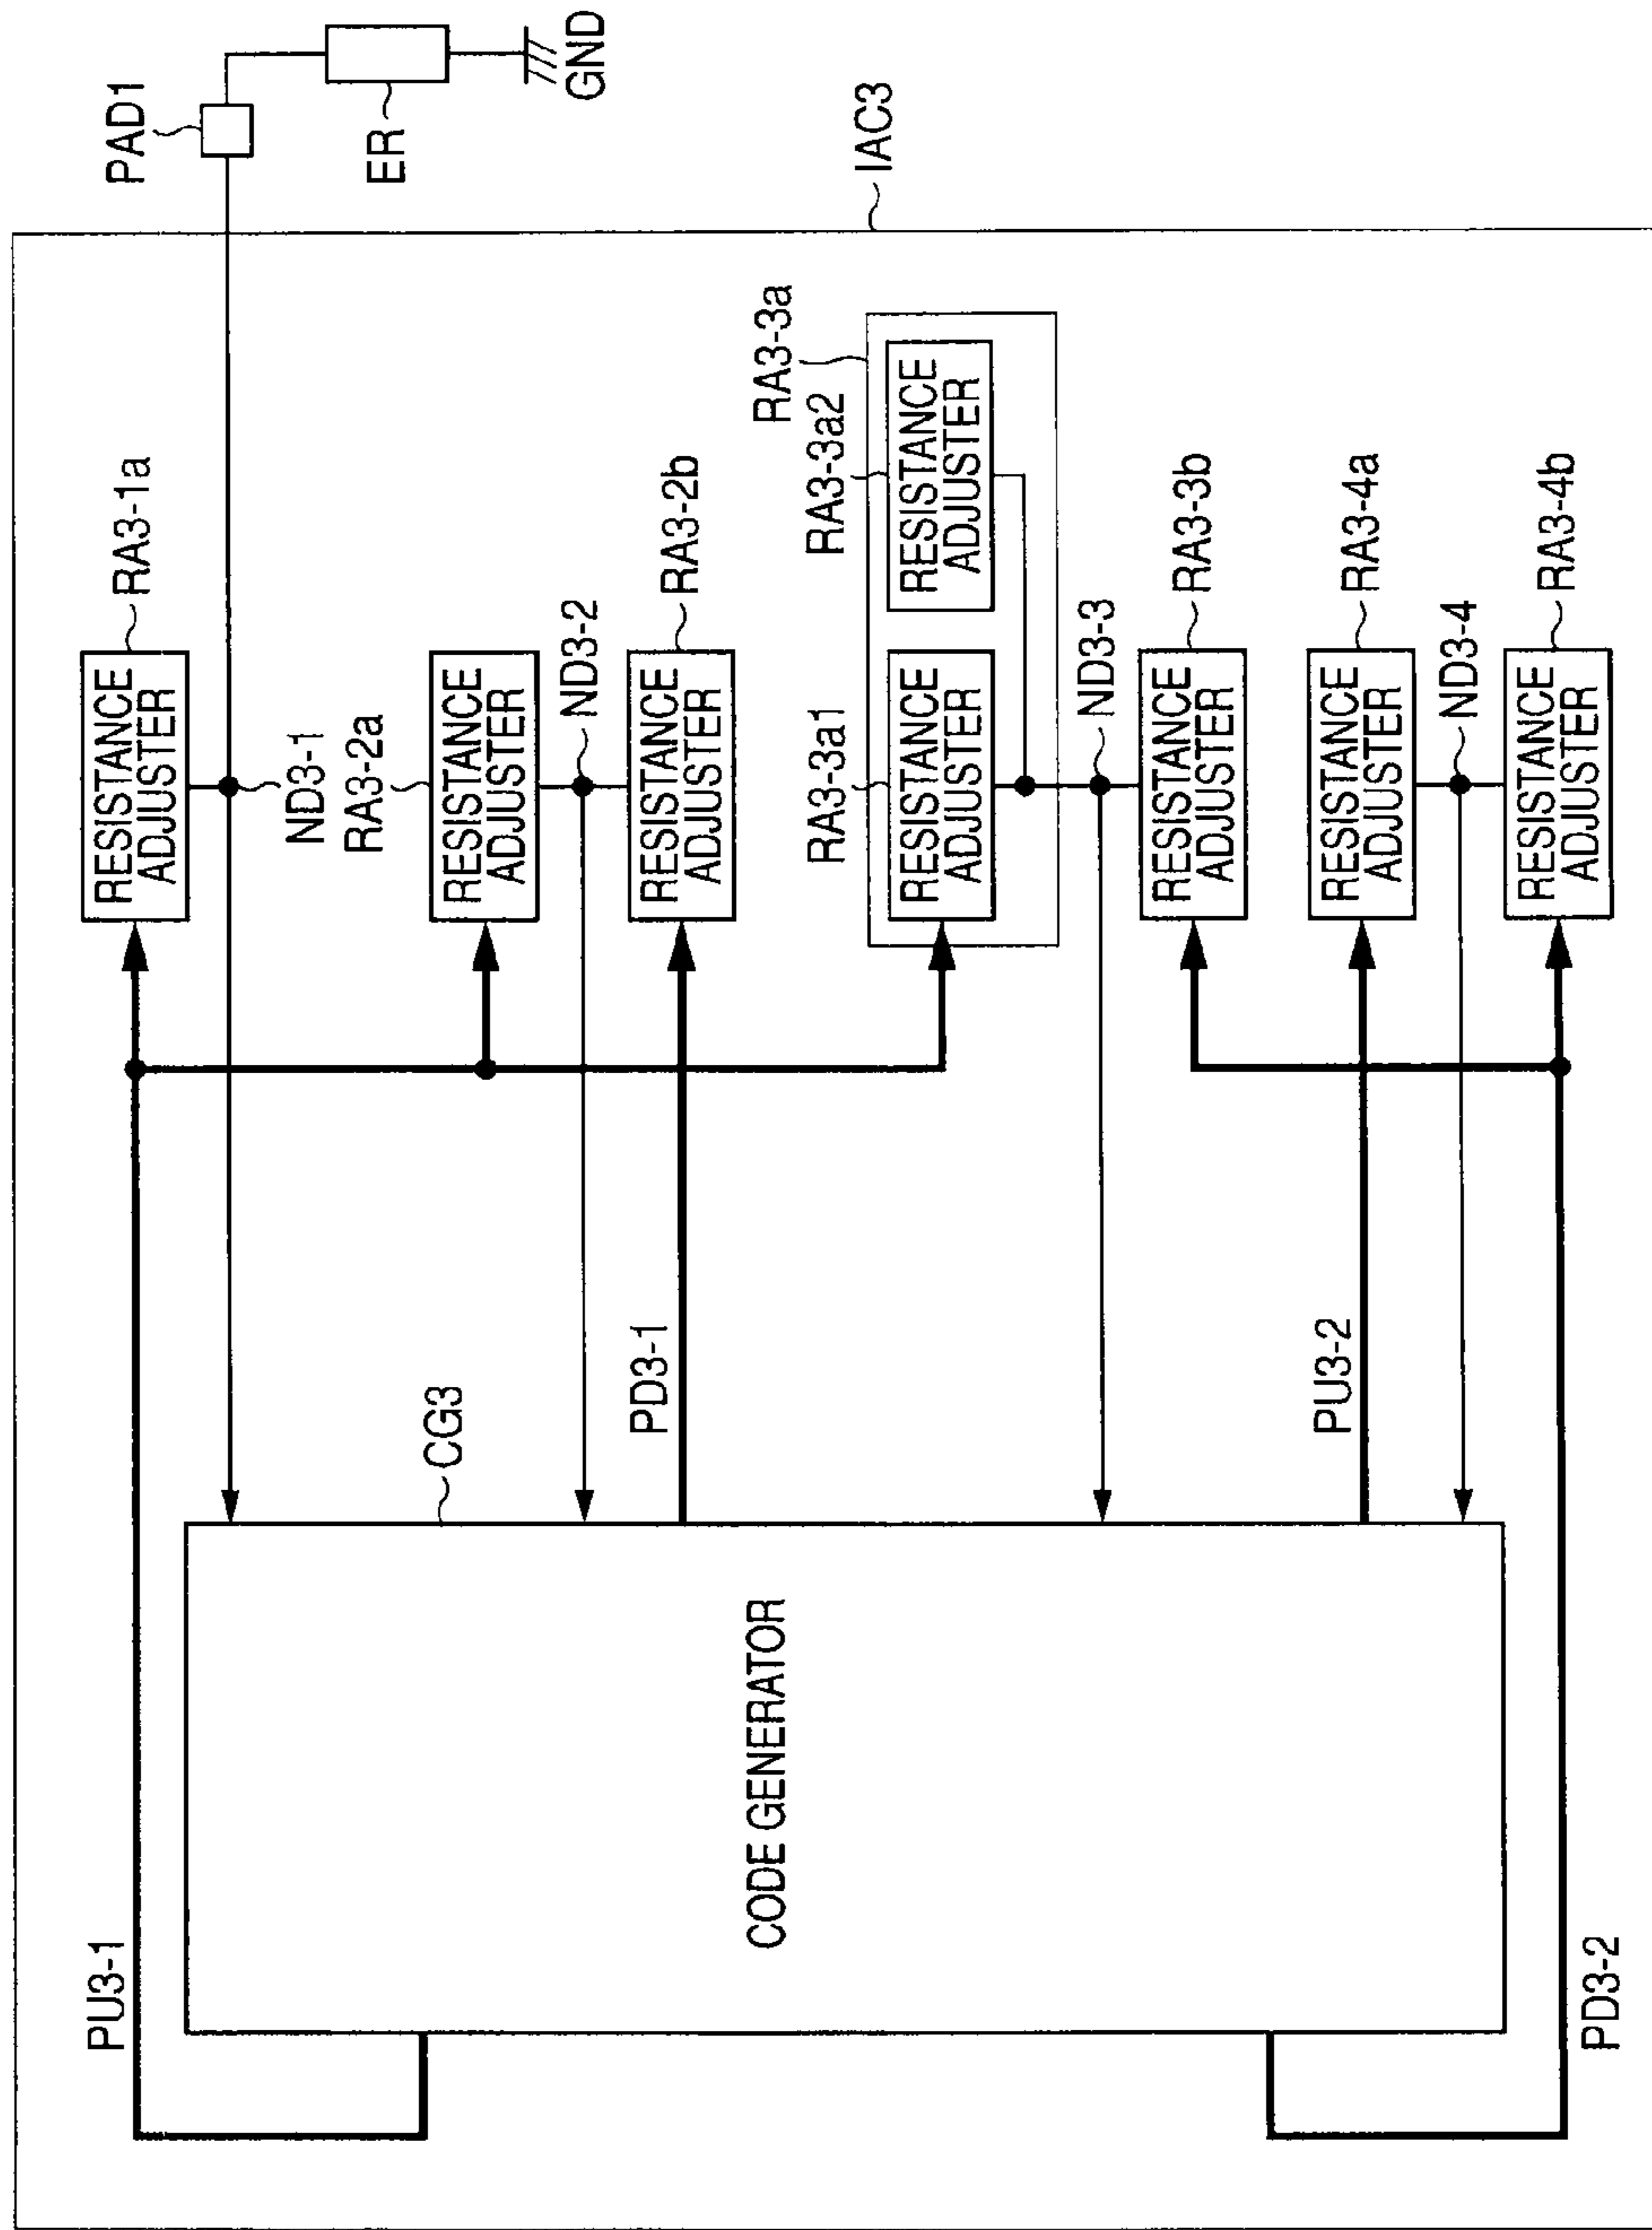 PU3-1
CODE GENERATOR
PD3-2
CG3
PD3-1
PU3-2
RESISTANCE
ADJUSTER
RA3-1a
ND3-1
RA3-2a
RESISTANCE
ADJUSTER
ND3-2
RESISTANCE
ADJUSTER
RA3-2b
RA3-3a1
RESISTANCE
ADJUSTER
RA3-3a
RA3-3a2
RESISTANCE
ADJUSTER
ND3-3
RESISTANCE
ADJUSTER
RA3-3b
RESISTANCE
ADJUSTER
RA3-4a
ND3-4
RESISTANCE
ADJUSTER
RA3-4b
IAC3
PAD1
ER
GND